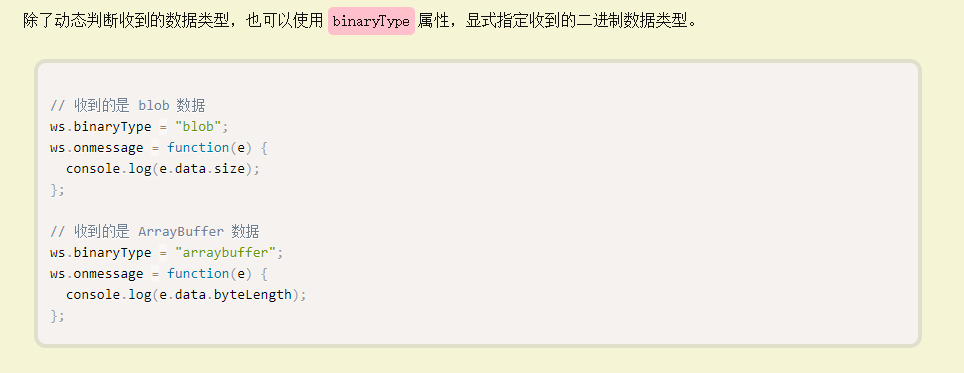 除了动态判断收到的数据类型，也可以使用 binaryType 属性，显式指定收到的二进制数据类型。
// 收到的是 blob 数据
ws.binaryType = "blob";
ws.onmessage = function(e) {
  console.log(e.data.size);
};
// 收到的是 ArrayBuffer 数据
ws.binaryType = "arraybuffer";
ws.onmessage = function(e) {
  console.log(e.data.byteLength);
};